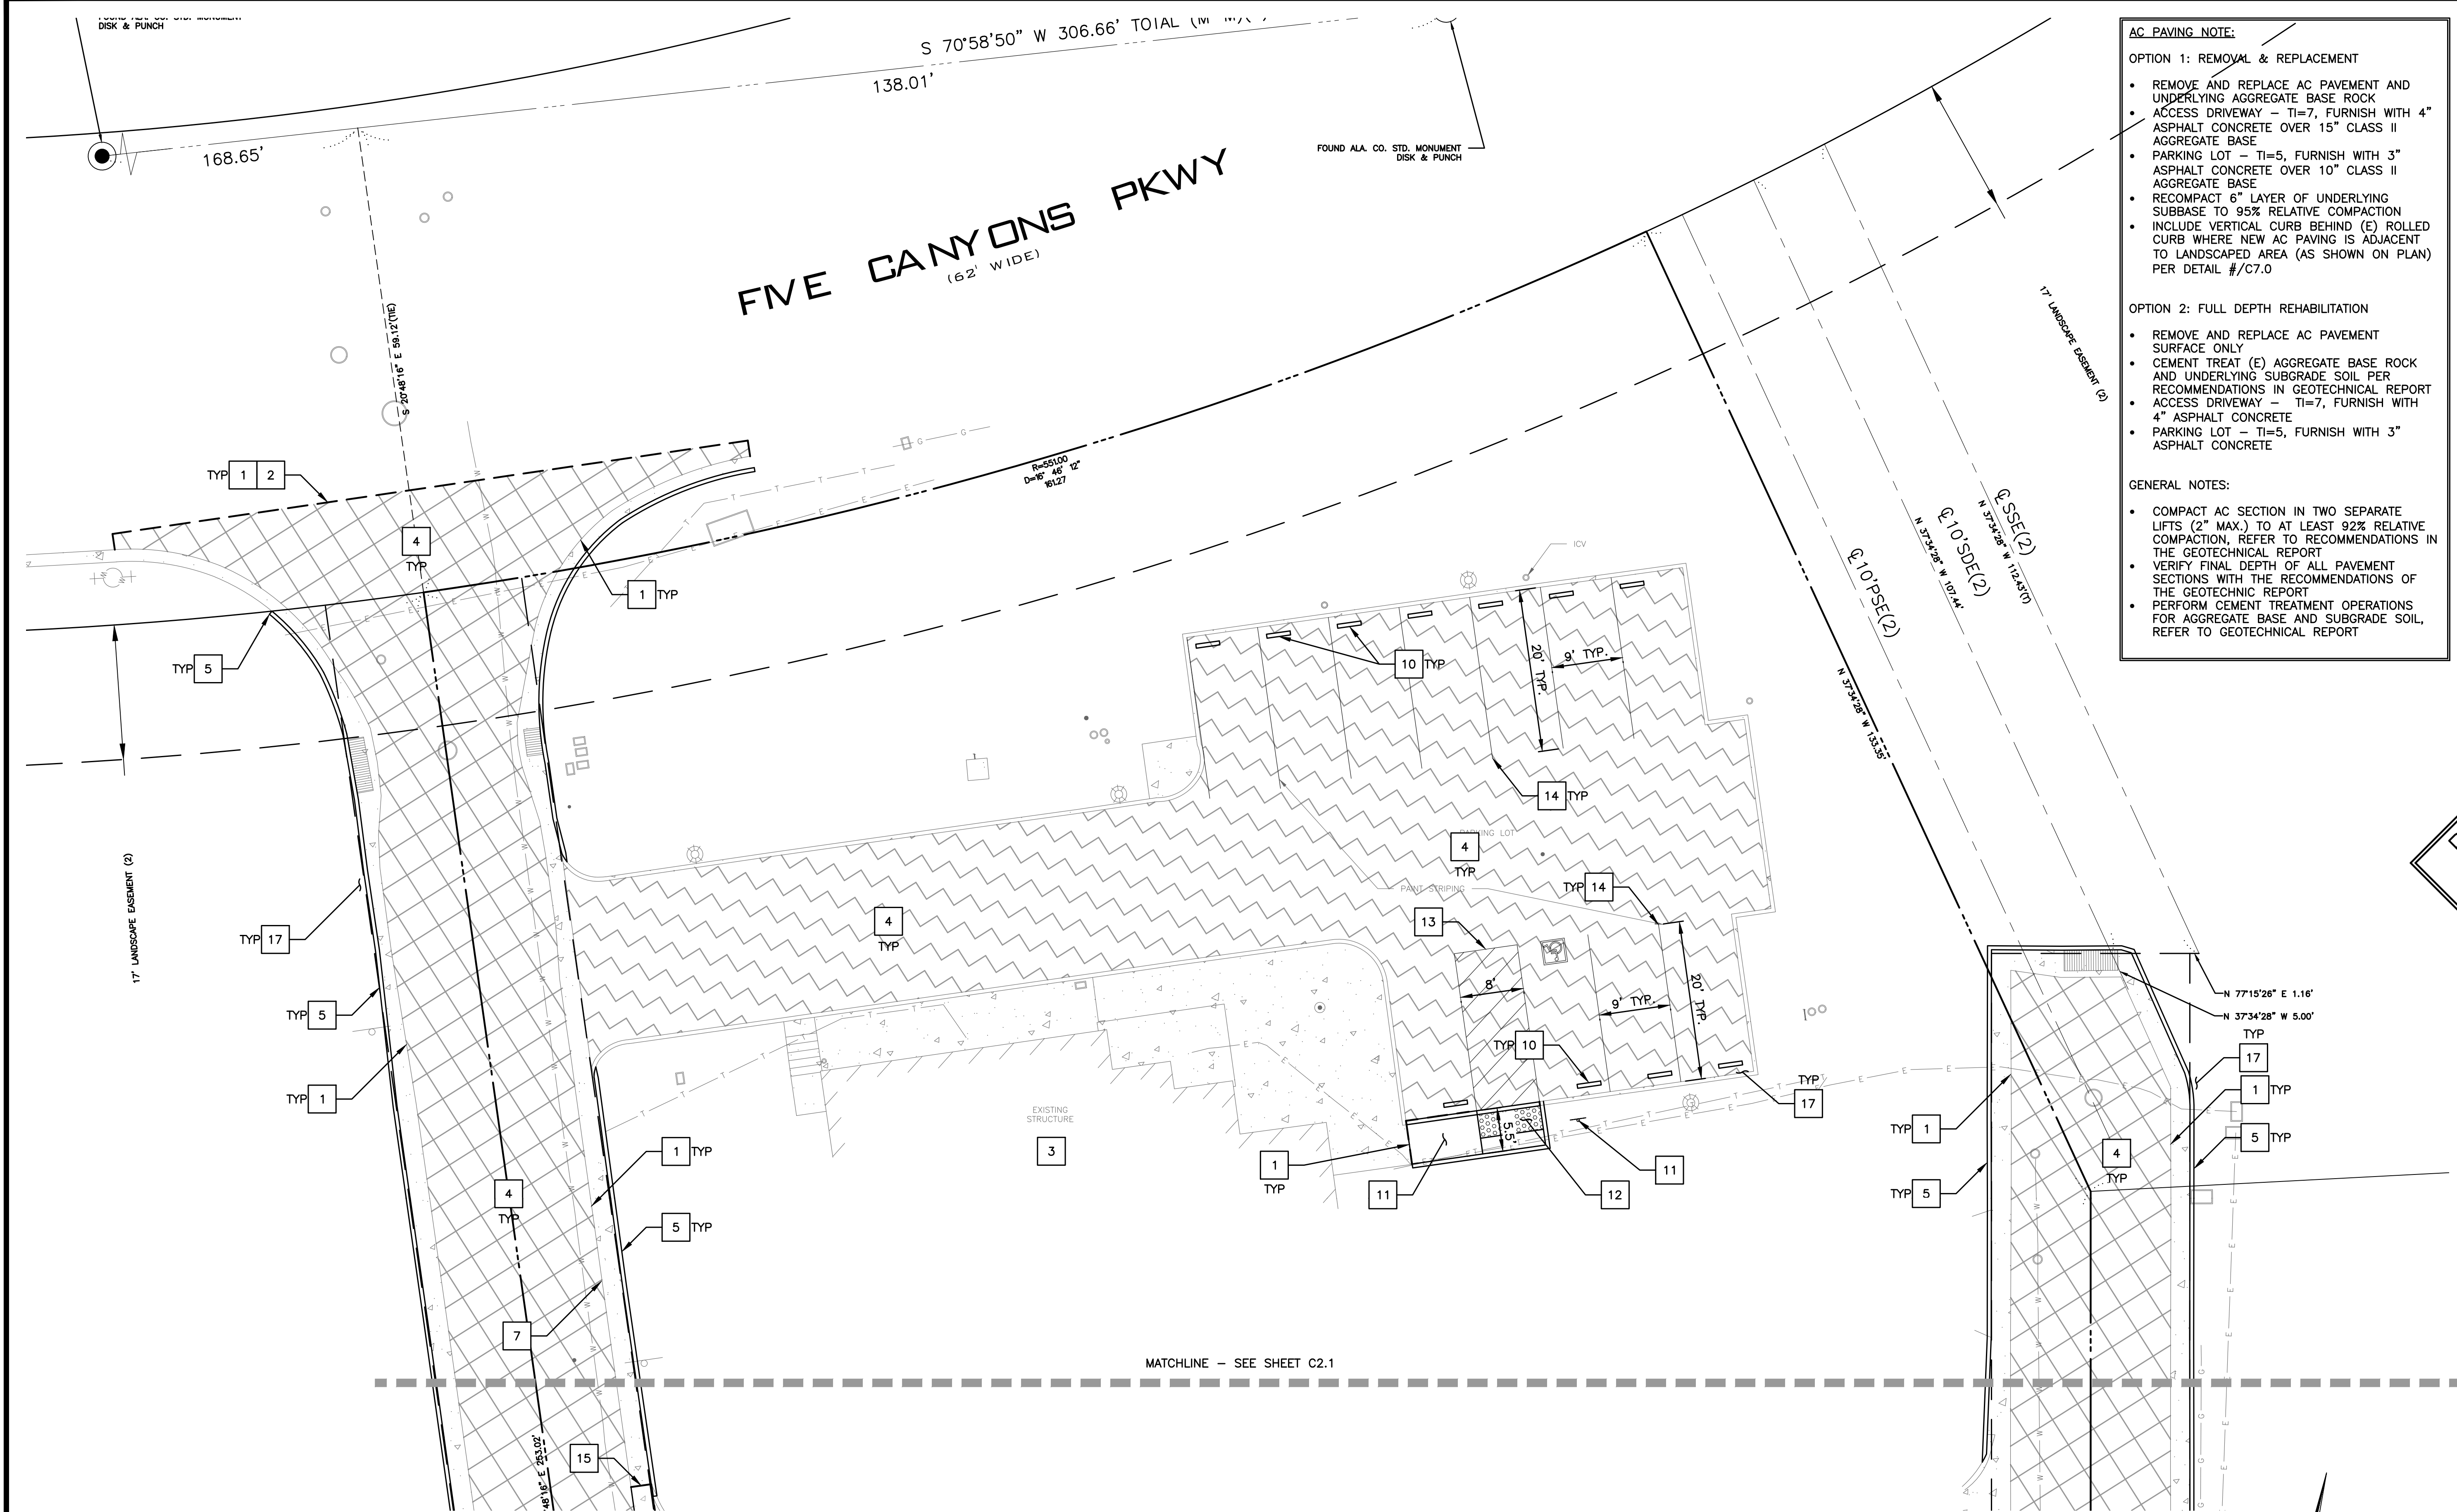 DISK & PUNCH
S 70°58'50" W 306.66' TOTAL
138.01'
168.65'
FOUND ALA. CO. STD. MONUMENT
DISK & PUNCH
FIVE CANYONS PKWY
(62' WIDE)
S 20°48'16" E 59.12'(TIE)
AC PAVING NOTE:
OPTION 1: REMOVAL & REPLACEMENT
• REMOVE AND REPLACE AC PAVEMENT AND
UNDERLYING AGGREGATE BASE ROCK
• ACCESS DRIVEWAY – TI=7, FURNISH WITH 4"
ASPHALT CONCRETE OVER 15" CLASS II
AGGREGATE BASE
• PARKING LOT – TI=5, FURNISH WITH 3"
ASPHALT CONCRETE OVER 10" CLASS II
AGGREGATE BASE
• RECOMPACT 6" LAYER OF UNDERLYING
SUBBASE TO 95% RELATIVE COMPACTION
• INCLUDE VERTICAL CURB BEHIND (E) ROLLED
CURB WHERE NEW AC PAVING IS ADJACENT
TO LANDSCAPED AREA (AS SHOWN ON PLAN)
PER DETAIL #/C7.0
OPTION 2: FULL DEPTH REHABILITATION
• REMOVE AND REPLACE AC PAVEMENT
SURFACE ONLY
• CEMENT TREAT (E) AGGREGATE BASE ROCK
AND UNDERLYING SUBGRADE SOIL PER
RECOMMENDATIONS IN GEOTECHNICAL REPORT
• ACCESS DRIVEWAY – TI=7, FURNISH WITH
4" ASPHALT CONCRETE
• PARKING LOT – TI=5, FURNISH WITH 3"
ASPHALT CONCRETE
GENERAL NOTES:
• COMPACT AC SECTION IN TWO SEPARATE
LIFTS (2" MAX.) TO AT LEAST 92% RELATIVE
COMPACTION, REFER TO RECOMMENDATIONS IN
THE GEOTECHNICAL REPORT
• VERIFY FINAL DEPTH OF ALL PAVEMENT
SECTIONS WITH THE RECOMMENDATIONS OF
THE GEOTECHNIC REPORT
• PERFORM CEMENT TREATMENT OPERATIONS
FOR AGGREGATE BASE AND SUBGRADE SOIL,
REFER TO GEOTECHNICAL REPORT
17' LANDSCAPE EASEMENT (2)
TYP 1 2
4
TYP
1 TYP
TYP 5
R=551.00
D=16° 46' 12"
161.27
ICV
℄ 10'PSE(2)
℄ 10'SDE(2)
N 37°34'28" W 107.44'
℄ SSE(2)
N 37°34'28" W 112.43'(T)
N 37°34'28" W 133.35'
10 TYP
20' TYP.
9' TYP.
14 TYP
PARKING LOT
4
TYP
PAINT STRIPING
TYP 14
13
17' LANDSCAPE EASEMENT (2)
TYP 17
4
TYP
TYP 5
TYP 1
8'
9' TYP.
20' TYP.
TYP 10
TYP
17
5.5'
EXISTING
STRUCTURE
3
1
TYP
11
12
11
1 TYP
4
TYP
5 TYP
7
15
N 77°15'26" E 1.16'
N 37°34'28" W 5.00'
TYP
17
1 TYP
5 TYP
TYP 1
4
TYP
TYP 5
MATCHLINE – SEE SHEET C2.1
48'16" E 253.02'